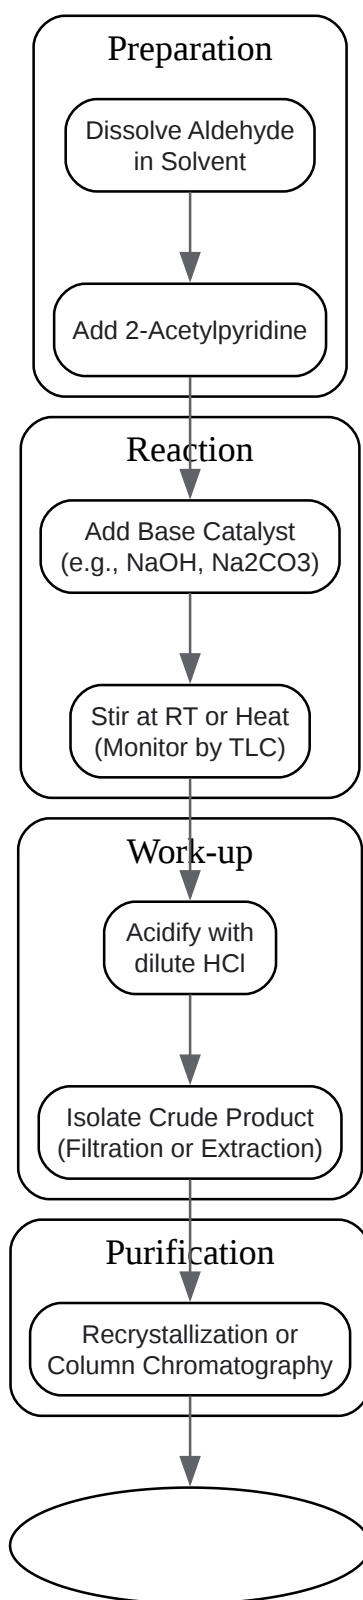 Preparation
Dissolve Aldehyde
in Solvent
Add 2-Acetylpyridine
Reaction
Add Base Catalyst
(e.g., NaOH, Na2CO3)
Stir at RT or Heat
(Monitor by TLC)
Work-up
Acidify with
dilute HCl
Isolate Crude Product
(Filtration or Extraction)
Purification
Recrystallization or
Column Chromatography